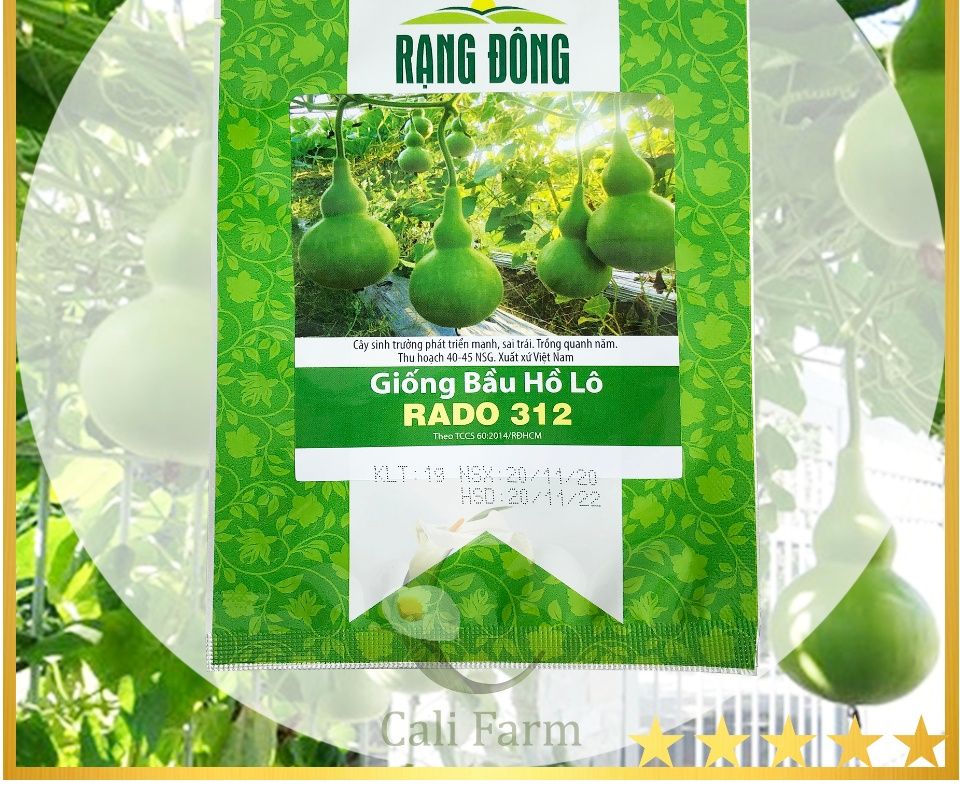 RẠNG ĐÔNG
Cây sinh trưởng phát triển mạnh, sai trái. Trồng quanh năm.
Thu hoạch 40-45 NSG. Xuất xứ Việt Nam
Giống Bầu Hồ Lô
RADO 312
Theo TCCS 60:2014/RĐHCM
KLT:1g NSX:20/11/20
HSD:20/11/22
Cali Farm